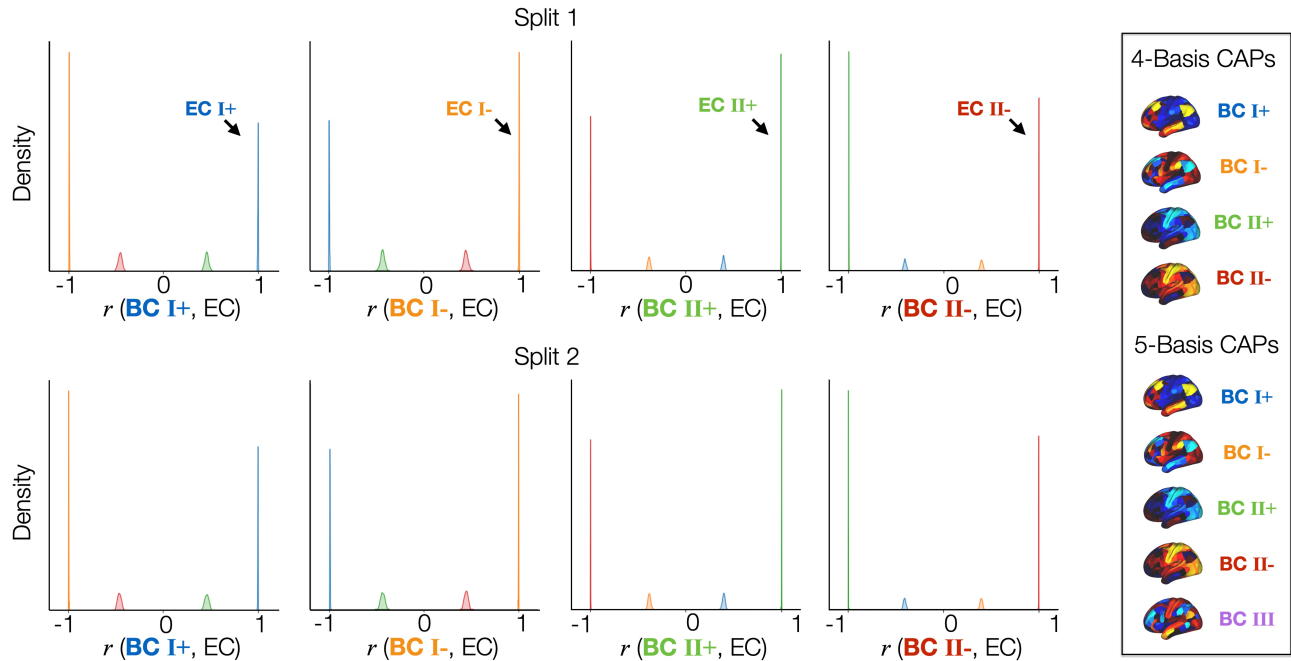 Split 1
Density
EC I+
EC I-
EC II+
EC II-
-1 0 1
-1 0 1
-1 0 1
-1 0 1
r (BC I+, EC)
r (BC I-, EC)
r (BC II+, EC)
r (BC II-, EC)
Split 2
Density
-1 0 1
-1 0 1
-1 0 1
-1 0 1
r (BC I+, EC)
r (BC I-, EC)
r (BC II+, EC)
r (BC II-, EC)
4-Basis CAPs
BC I+
BC I-
BC II+
BC II-
5-Basis CAPs
BC I+
BC I-
BC II+
BC II-
BC III